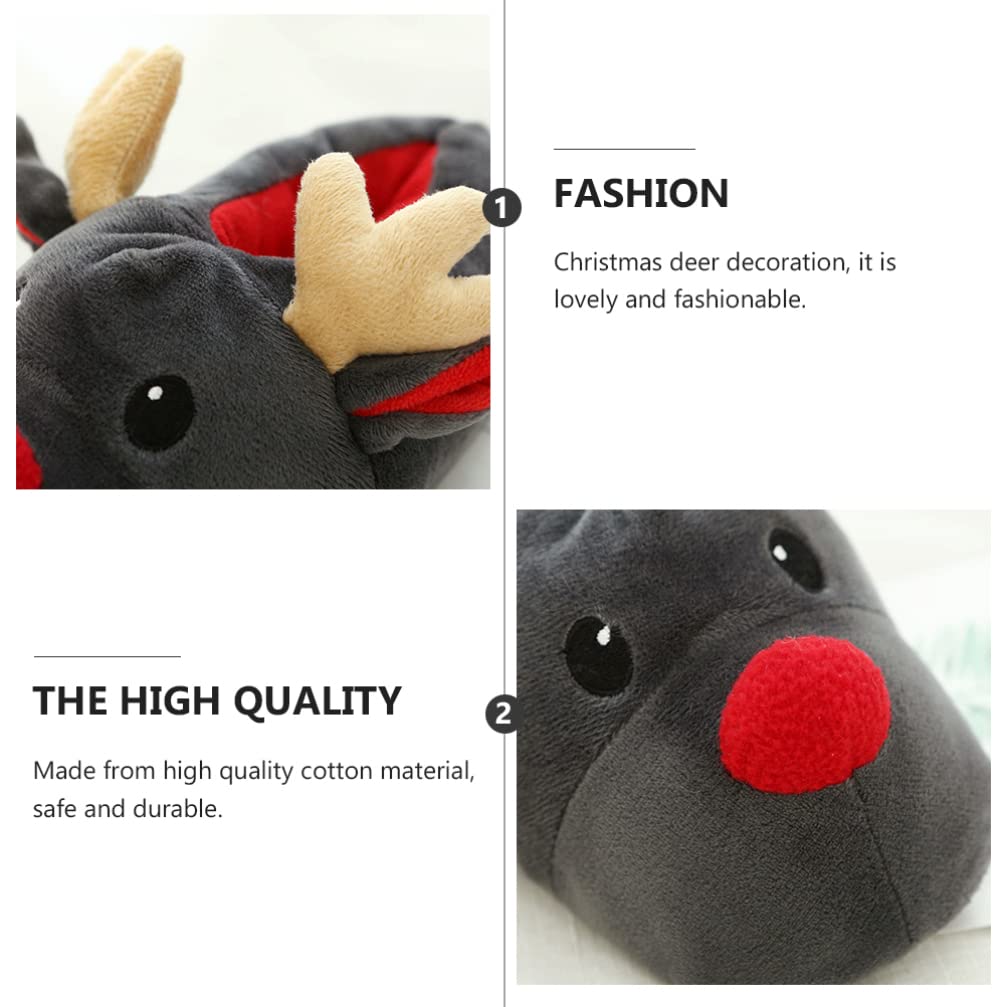 1
FASHION
Christmas deer decoration, it is
lovely and fashionable.
THE HIGH QUALITY
2
Made from high quality cotton material,
safe and durable.